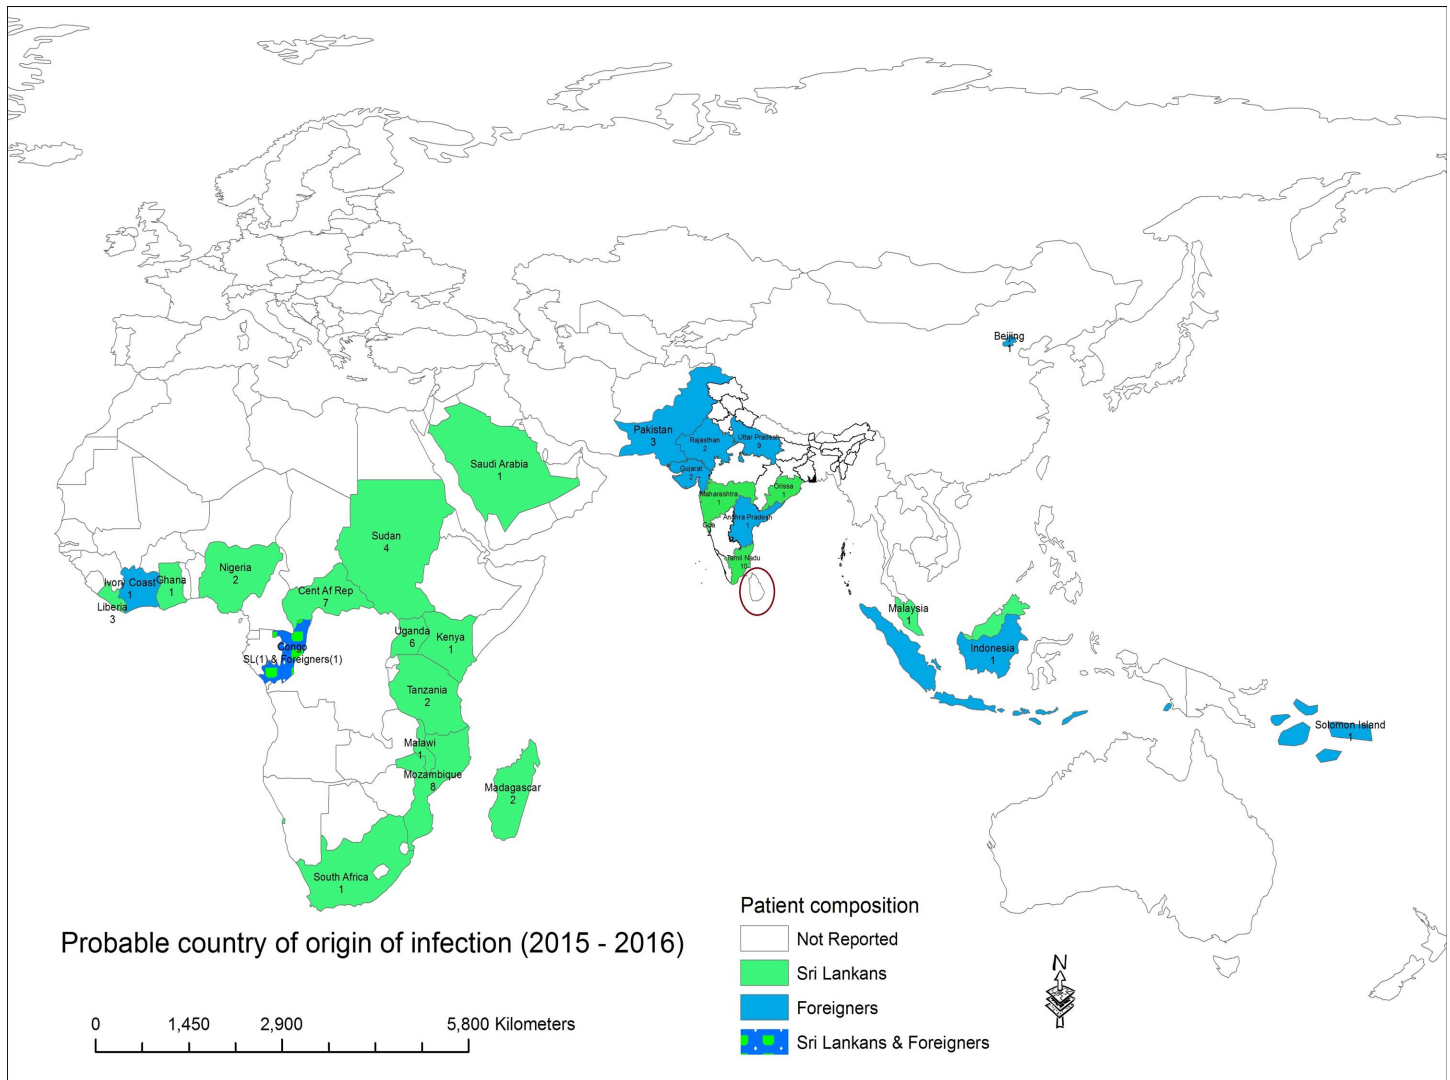 Beijing
1
Pakistan
3
Rajasthan
2
Uttar Pradesh
9
Gujarat
2
Saudi Arabia
1
Maharashtra
1
Orissa
1
Andhra Pradesh
1
Goa
Tamil Nadu
10
Sudan
4
Nigeria
2
Ivory Coast
1
Ghana
1
Liberia
3
Cent Af Rep
7
Uganda
6
Kenya
1
Congo
SL(1) & Foreigners(1)
Tanzania
2
Malaysia
1
Indonesia
1
Solomon Island
1
Malawi
1
Mozambique
8
Madagascar
2
South Africa
1
Probable country of origin of infection (2015 - 2016)
0 1,450 2,900 5,800 Kilometers
Patient composition
Not Reported
Sri Lankans
Foreigners
Sri Lankans & Foreigners
N